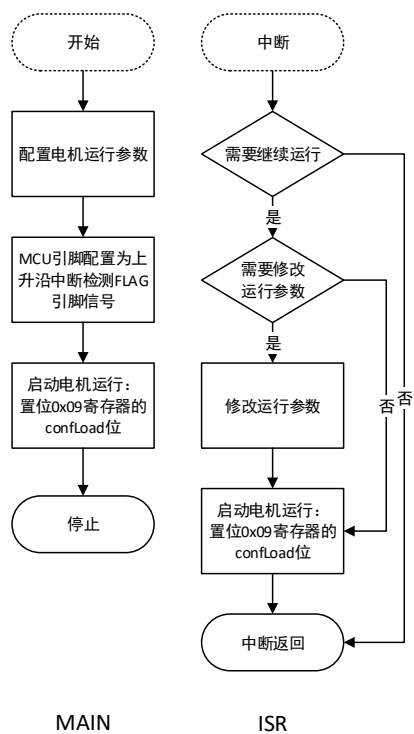 开始
配置电机运行参数
MCU引脚配置为上
升沿中断检测FLAG
引脚信号
启动电机运行：
置位0x09寄存器的
confLoad位
停止
MAIN
中断
需要继续运行
是
需要修改
运行参数
是
修改运行参数
否
否
启动电机运行：
置位0x09寄存器的
confLoad位
中断返回
ISR